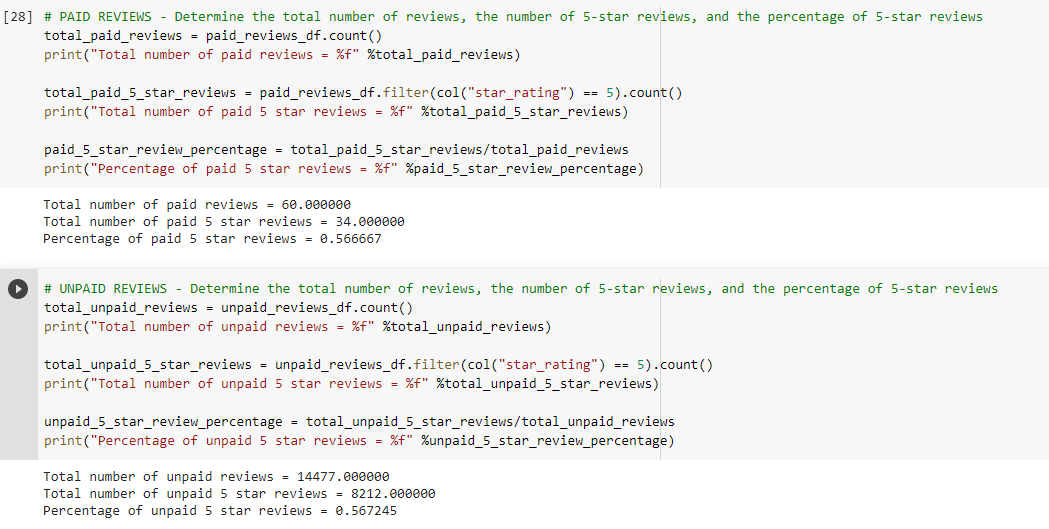 [28] # PAID REVIEWS - Determine the total number of reviews, the number of 5-star reviews, and the percentage of 5-star reviews
total_paid_reviews = paid_reviews_df.count()
print("Total number of paid reviews = %f" %total_paid_reviews)
total_paid_5_star_reviews = paid_reviews_df.filter(col("star_rating") == 5).count()
print("Total number of paid 5 star reviews = %f" %total_paid_5_star_reviews)
paid_5_star_review_percentage = total_paid_5_star_reviews/total_paid_reviews
print("Percentage of paid 5 star reviews = %f" %paid_5_star_review_percentage)
Total number of paid reviews = 60.000000
Total number of paid 5 star reviews = 34.000000
Percentage of paid 5 star reviews = 0.566667
# UNPAID REVIEWS - Determine the total number of reviews, the number of 5-star reviews, and the percentage of 5-star reviews
total_unpaid_reviews = unpaid_reviews_df.count()
print("Total number of unpaid reviews = %f" %total_unpaid_reviews)
total_unpaid_5_star_reviews = unpaid_reviews_df.filter(col("star_rating") == 5).count()
print("Total number of unpaid 5 star reviews = %f" %total_unpaid_5_star_reviews)
unpaid_5_star_review_percentage = total_unpaid_5_star_reviews/total_unpaid_reviews
print("Percentage of unpaid 5 star reviews = %f" %unpaid_5_star_review_percentage)
Total number of unpaid reviews = 14477.000000
Total number of unpaid 5 star reviews = 8212.000000
Percentage of unpaid 5 star reviews = 0.567245